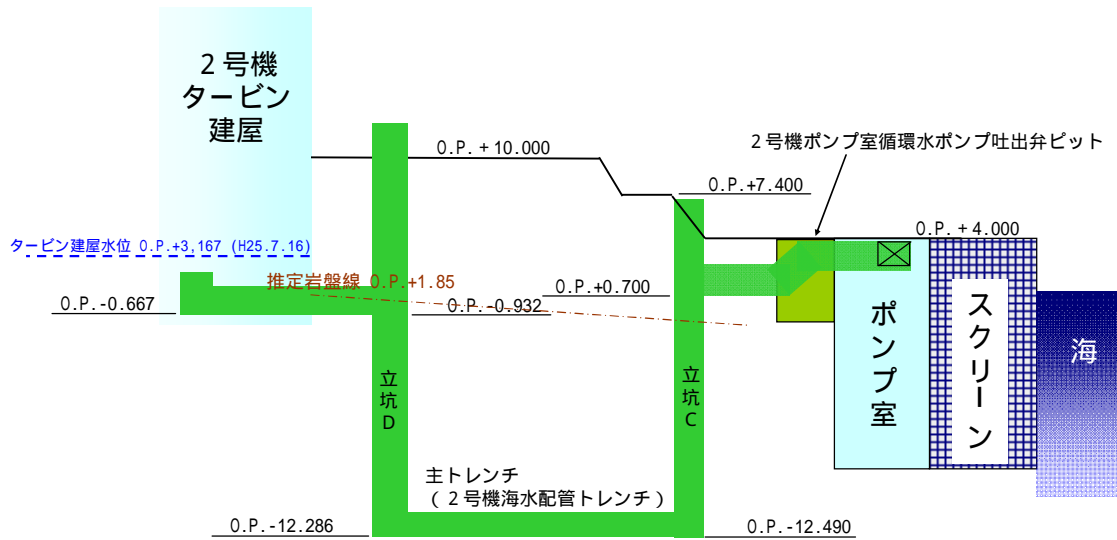 2号機
タービン
建屋
2号機ポンプ室循環水ポンプ吐出弁ピット
O.P.+10.000
O.P.+7.400
O.P.+4.000
タービン建屋水位 O.P.+3,167 (H25.7.16)
推定岩盤線 O.P.+1.85
O.P.+0.700
O.P.-0.667
O.P.-0.932
立坑D
立坑C
ポンプ室
スクリーン
海
主トレンチ
(2号機海水配管トレンチ)
O.P.-12.286
O.P.-12.490